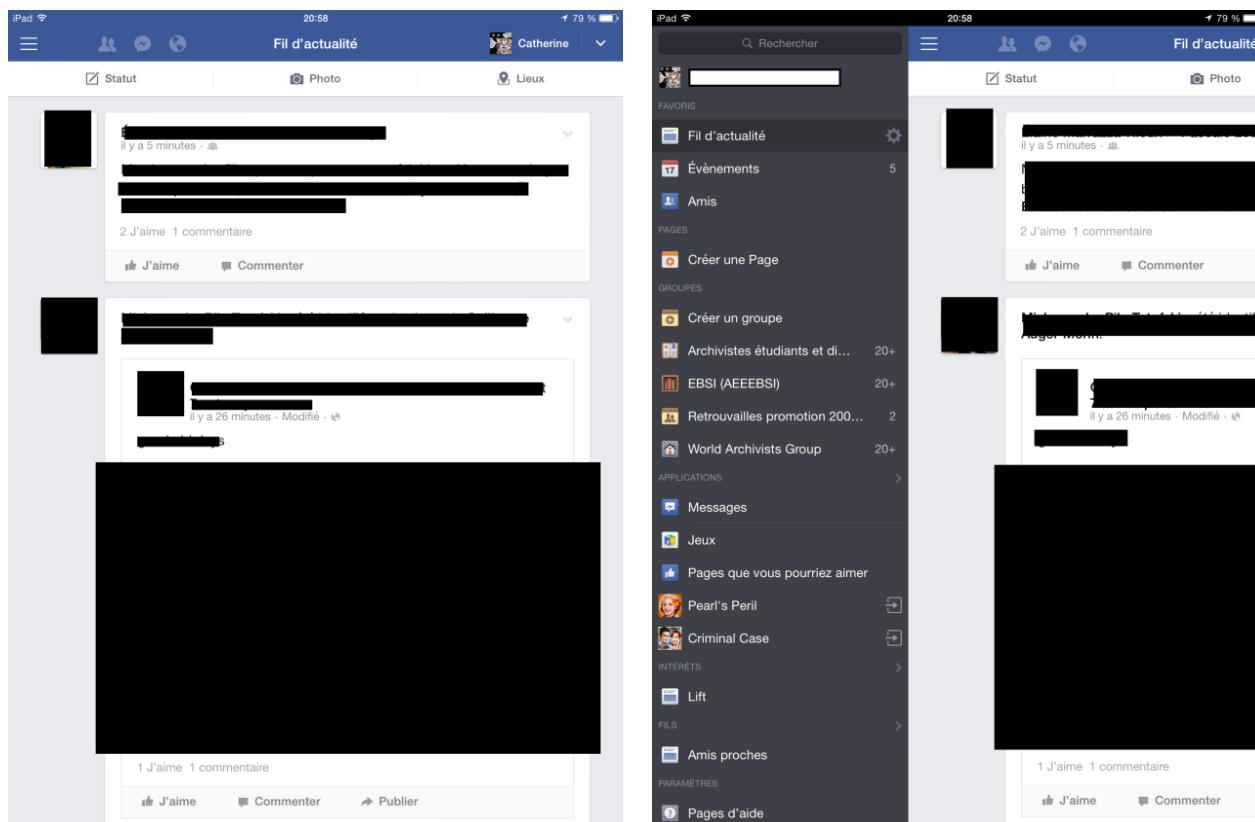 iPad 20:58 79 %
Fil d'actualité Catherine
Statut Photo Lieux
il y a 5 minutes ·
2 J'aime 1 commentaire
J'aime Commenter
il y a 26 minutes · Modifié ·
1 J'aime 1 commentaire
J'aime Commenter Publier
iPad 20:58 79 %
Rechercher
FAVORIS
Fil d'actualité
17 Évènements 5
Amis
PAGES
Créer une Page
GROUPES
Créer un groupe
Archivistes étudiants et di... 20+
EBSI (AEEEBSI) 20+
Retrouvailles promotion 200... 2
World Archivists Group 20+
APPLICATIONS
Messages
Jeux
Pages que vous pourriez aimer
Pearl's Peril
Criminal Case
INTÉRÊTS
Lift
FILS
Amis proches
PARAMÈTRES
Pages d'aide
Fil d'actualité
Statut Photo
il y a 5 minutes ·
2 J'aime 1 commentaire
J'aime Commenter
il y a 26 minutes · Modifié ·
1 J'aime 1 commentaire
J'aime Commenter